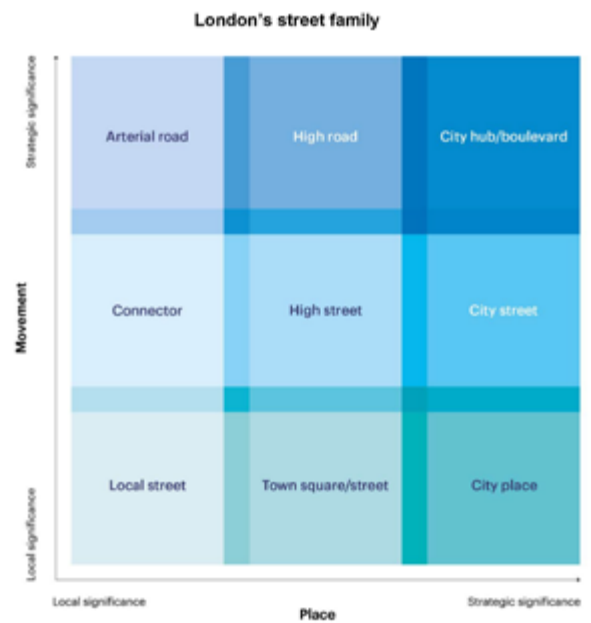 London's street family
Strategic significance
Arterial road
High road
City hub/boulevard
Movement
Connector
High street
City street
Local street
Town square/street
City place
Local significance
Local significance
Strategic significance
Place